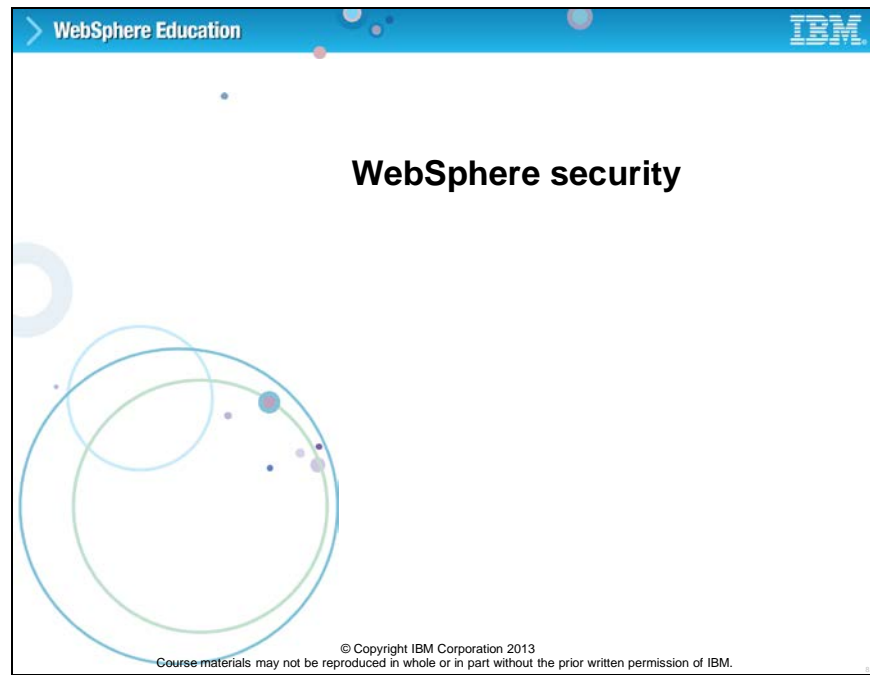 WebSphere Education
IBM.
WebSphere security
© Copyright IBM Corporation 2013
Course materials may not be reproduced in whole or in part without the prior written permission of IBM.